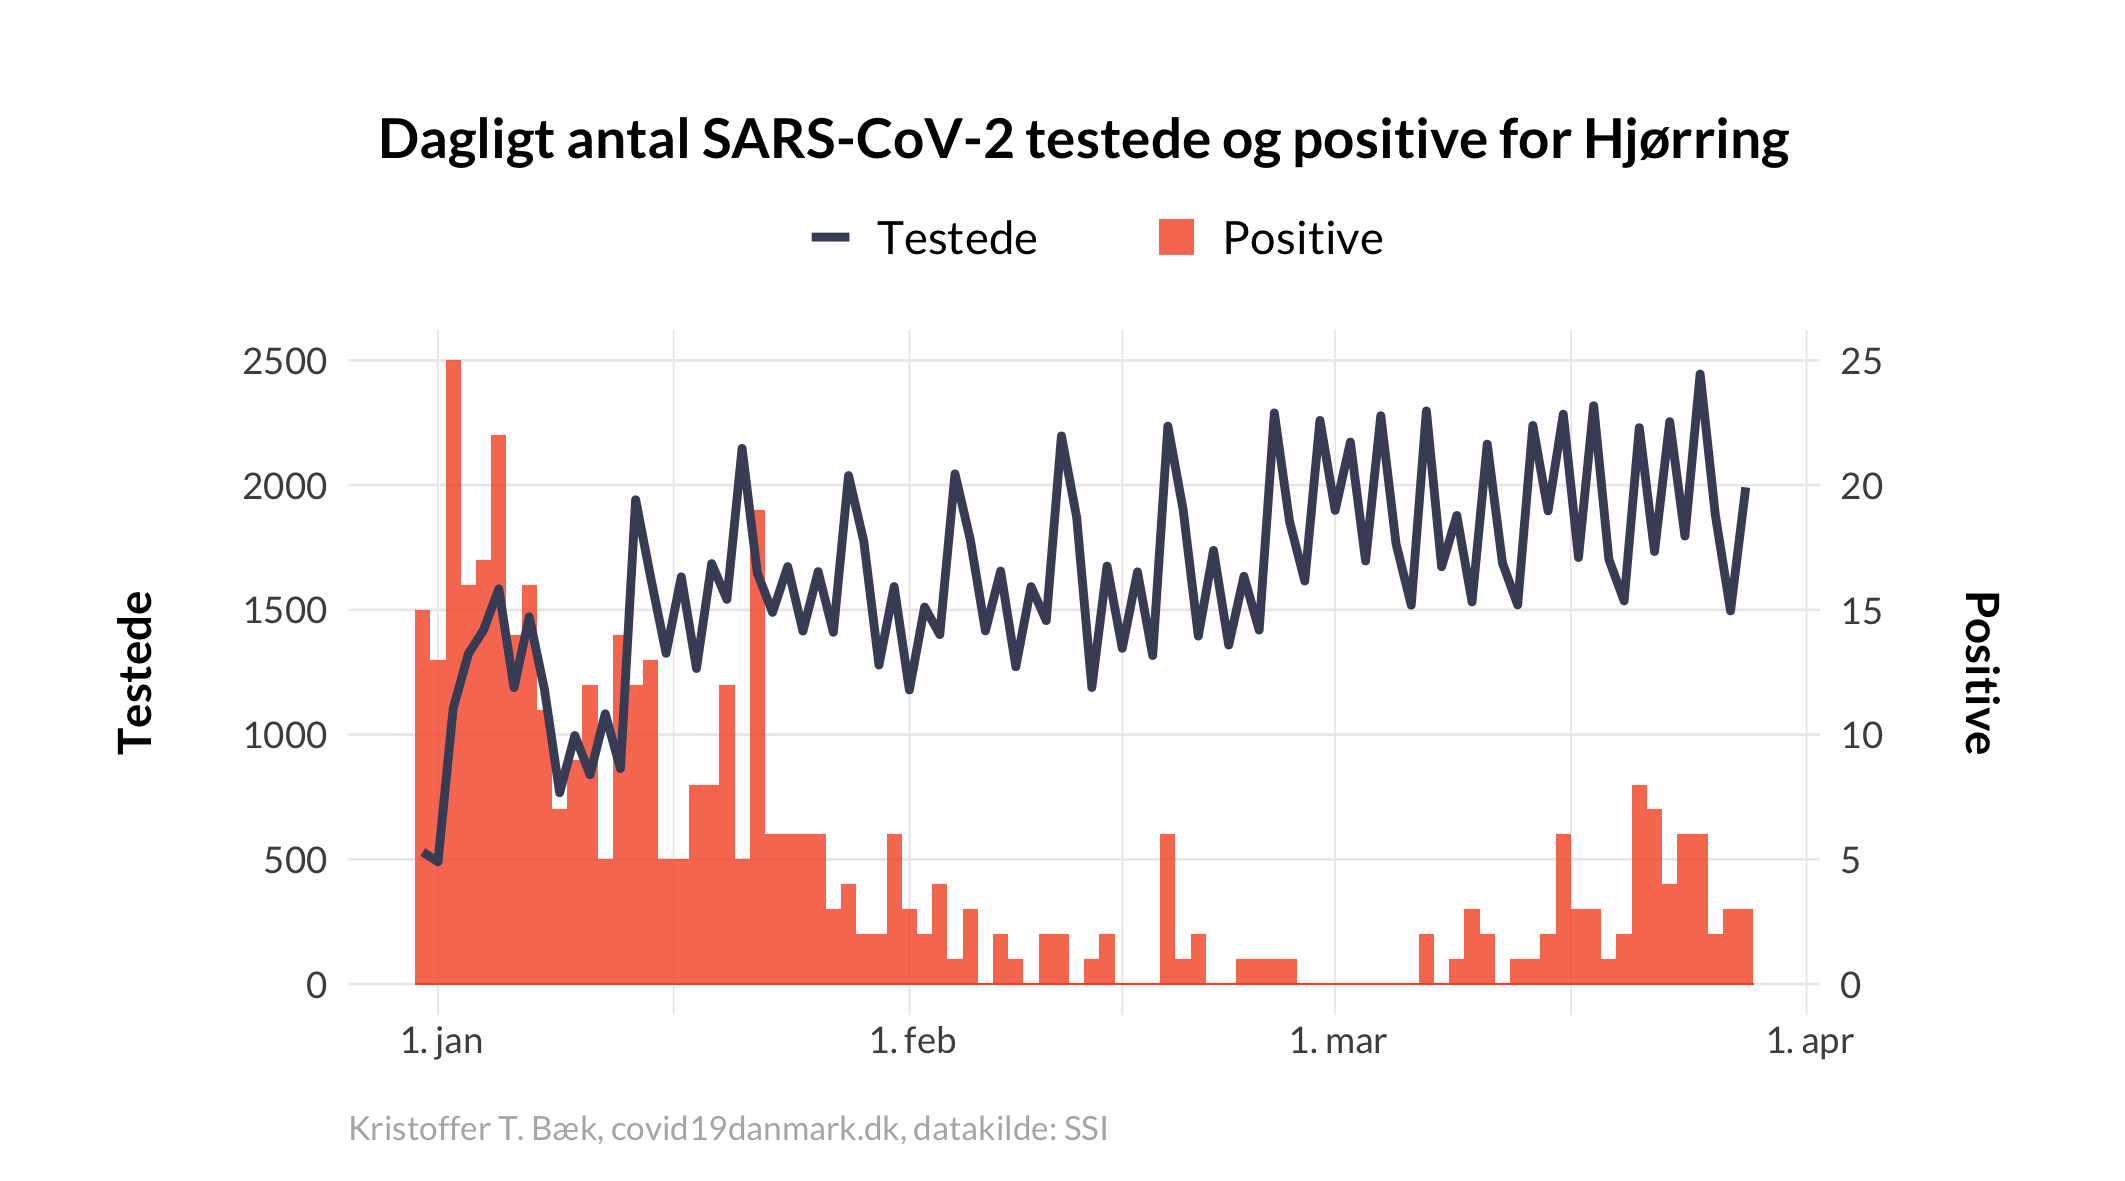 Dagligt antal SARS-CoV-2 testede og positive for Hjørring
Testede Positive
2500 25
2000 20
1500 15
1000 10
500 5
0 0
Testede
Positive
1. jan 1. feb 1. mar 1. apr
Kristoffer T. Bæk, covid19danmark.dk, datakilde: SSI